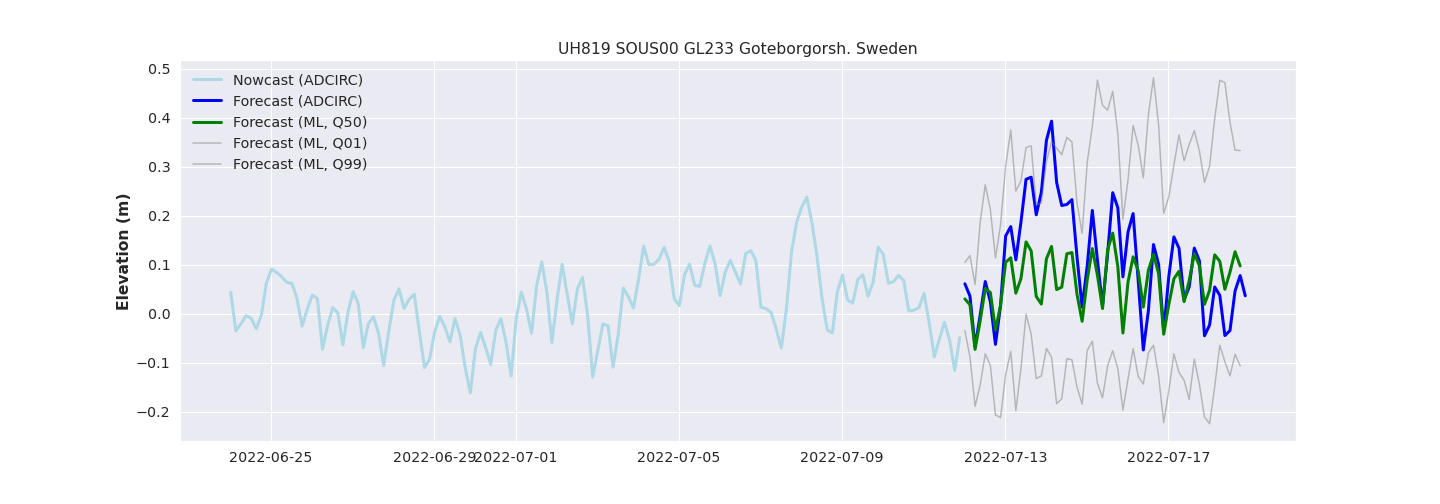 UH819 SOUS00 GL233 Goteborgorsh. Sweden
Nowcast (ADCIRC)
Forecast (ADCIRC)
Forecast (ML, Q50)
Forecast (ML, Q01)
Forecast (ML, Q99)
Elevation (m)
0.5
0.4
0.3
0.2
0.1
0.0
−0.1
−0.2
2022-06-25 2022-06-29 2022-07-01 2022-07-05 2022-07-09 2022-07-13 2022-07-17